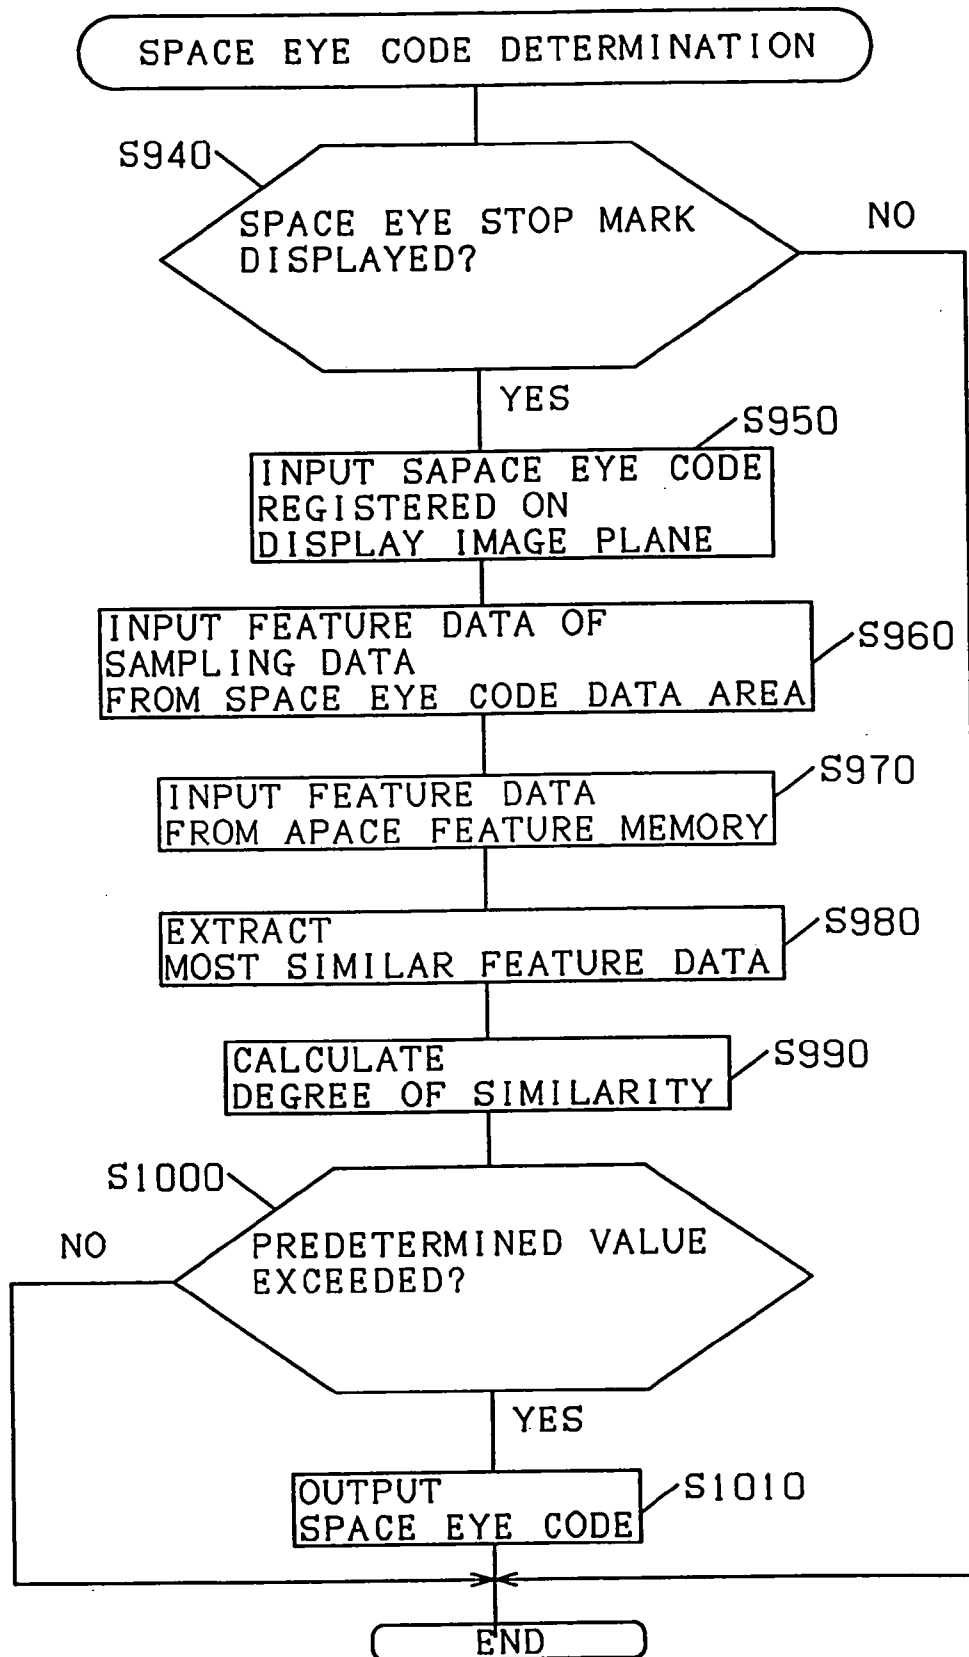 SPACE EYE CODE DETERMINATION
S940
SPACE EYE STOP MARK
DISPLAYED?
NO
YES
S950
INPUT SAPACE EYE CODE
REGISTERED ON
DISPLAY IMAGE PLANE
INPUT FEATURE DATA OF
SAMPLING DATA
FROM SPACE EYE CODE DATA AREA
S960
S970
INPUT FEATURE DATA
FROM APACE FEATURE MEMORY
S980
EXTRACT
MOST SIMILAR FEATURE DATA
S990
CALCULATE
DEGREE OF SIMILARITY
S1000
NO
PREDETERMINED VALUE
EXCEEDED?
YES
S1010
OUTPUT
SPACE EYE CODE
END